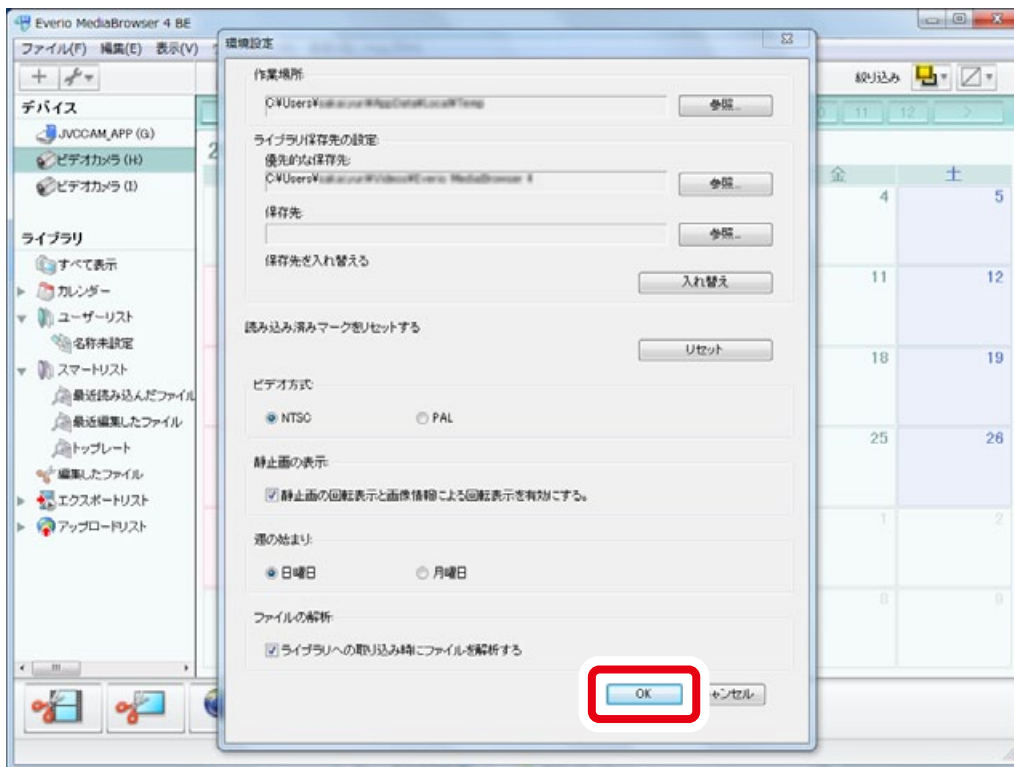 Everio MediaBrowser 4 BE
ファイル(F) 編集(E) 表示(V)
環境設定
絞り込み
デバイス
JVCCAM_APP (G)
ビデオカメラ (H)
ビデオカメラ (I)
ライブラリ
すべて表示
カレンダー
ユーザーリスト
名称未設定
スマートリスト
最近読み込んだファイル
最近編集したファイル
トップレート
編集したファイル
エクスポートリスト
アップロードリスト
作業場所:
C:¥Users¥
参照...
ライブラリ保存先の設定:
優先的な保存先:
C:¥Users¥
参照...
保存先:
参照...
保存先を入れ替える
入れ替え
読み込み済みマークをリセットする
リセット
ビデオ方式:
NTSC PAL
静止画の表示:
静止画の回転表示と画像情報による回転表示を有効にする。
週の始まり:
日曜日 月曜日
ファイルの解析:
ライブラリへの取り込み時にファイルを解析する
OK
11 12 >
2
金 土
4 5
11 12
18 19
25 26
1 2
8 9